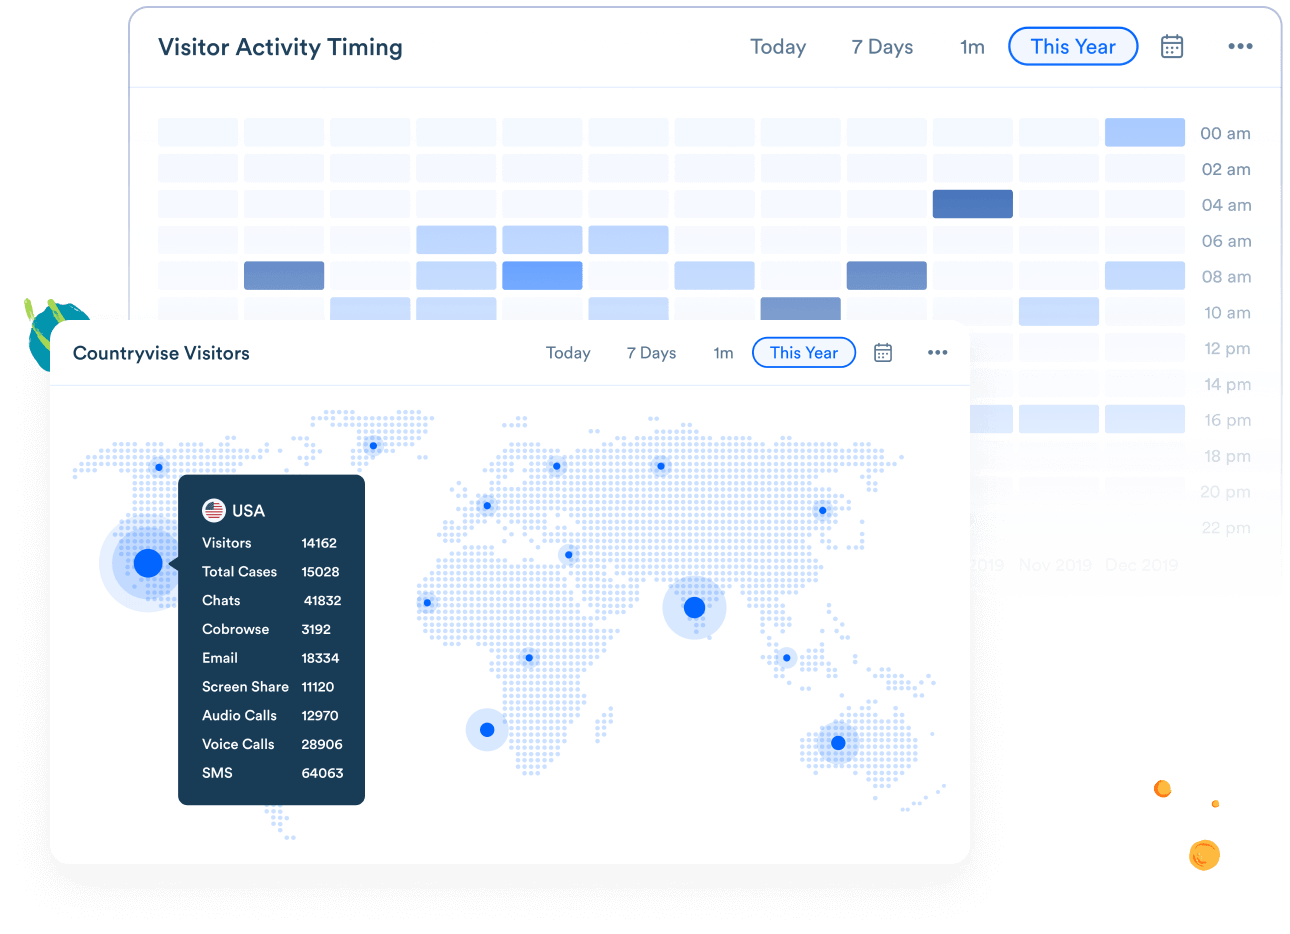 Visitor Activity Timing
Today 7 Days 1m This Year
00 am
02 am
04 am
06 am
08 am
10 am
12 pm
14 pm
16 pm
18 pm
20 pm
22 pm
2019 Nov 2019 Dec 2019
Countryvise Visitors
Today 7 Days 1m This Year
USA
Visitors 14162
Total Cases 15028
Chats 41832
Cobrowse 3192
Email 18334
Screen Share 11120
Audio Calls 12970
Voice Calls 28906
SMS 64063